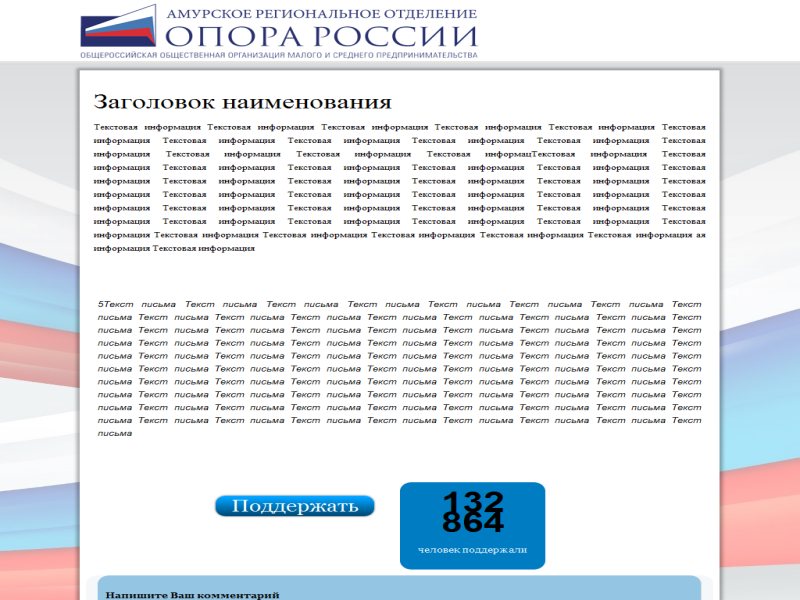 АМУРСКОЕ РЕГИОНАЛЬНОЕ ОТДЕЛЕНИЕ
ОПОРА РОССИИ
ОБЩЕРОССИЙСКАЯ ОБЩЕСТВЕННАЯ ОРГАНИЗАЦИЯ МАЛОГО И СРЕДНЕГО ПРЕДПРИНИМАТЕЛЬСТВА
Заголовок наименования
Текстовая информация Текстовая информация Текстовая информация Текстовая информация Текстовая информация Текстовая
информация Текстовая информация Текстовая информация Текстовая информация Текстовая информация Текстовая
информация Текстовая информация Текстовая информация Текстовая информацТекстовая информация Текстовая
информация Текстовая информация Текстовая информация Текстовая информация Текстовая информация Текстовая
информация Текстовая информация Текстовая информация Текстовая информация Текстовая информация Текстовая
информация Текстовая информация Текстовая информация Текстовая информация Текстовая информация Текстовая
информация Текстовая информация Текстовая информация Текстовая информация Текстовая информация Текстовая
информация Текстовая информация Текстовая информация Текстовая информация Текстовая информация Текстовая
информация Текстовая информация Текстовая информация Текстовая информация Текстовая информация ая
информация Текстовая информация
5Текст письма Текст письма Текст письма Текст письма Текст письма Текст письма Текст письма Текст
письма Текст письма Текст письма Текст письма Текст письма Текст письма Текст письма Текст письма Текст
письма Текст письма Текст письма Текст письма Текст письма Текст письма Текст письма Текст письма Текст
письма Текст письма Текст письма Текст письма Текст письма Текст письма Текст письма Текст письма Текст
письма Текст письма Текст письма Текст письма Текст письма Текст письма Текст письма Текст письма Текст
письма Текст письма Текст письма Текст письма Текст письма Текст письма Текст письма Текст письма Текст
письма Текст письма Текст письма Текст письма Текст письма Текст письма Текст письма Текст письма Текст
письма Текст письма Текст письма Текст письма Текст письма Текст письма Текст письма Текст письма Текст
письма Текст письма Текст письма Текст письма Текст письма Текст письма Текст письма Текст письма Текст
письма Текст письма Текст письма Текст письма Текст письма Текст письма Текст письма Текст письма Текст
письма
Поддержать
132
864
человек поддержали
Напишите Ваш комментарий